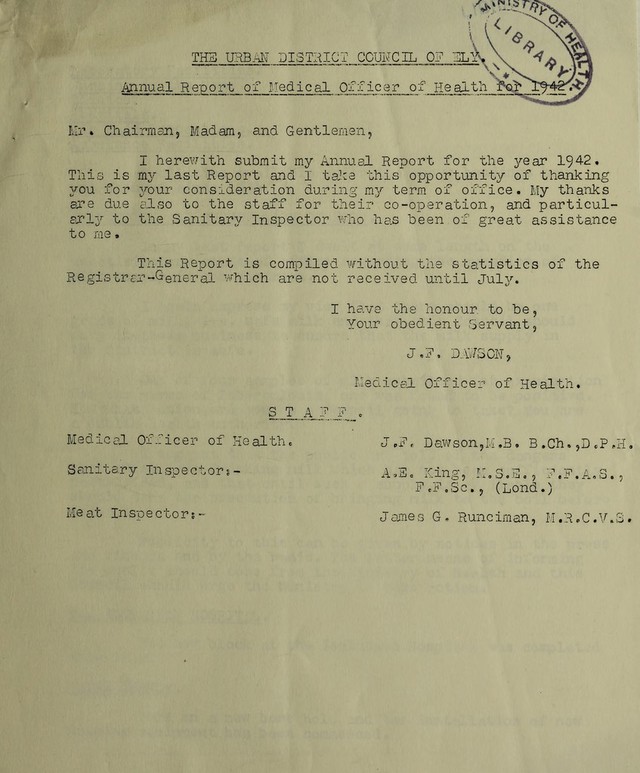 MINISTRY OF HEALTH.
LIBRARY
THE URBAN DISTRICT COUNCIL OF ELY.
Annual Report of Medical Officer of Health for 1942.
Mr. Chairman, Madam, and Gentlemen,
I herewith submit my Annual Report for the year 1942.
This is my last Report and I take this opportunity of thanking
you for your consideration during my term of office. My thanks
are due also to the staff for their co-operation, and particul-
arly to the Sanitary Inspector who has been of great assistance
to me.
This Report is compiled without the statistics of the
Registrar-General which are not received until July.
I have the honour to be,
Your obedient Servant,
J.F. DAWSON,
Medical Officer of Health.
S T A F F .
Medical Officer of Health. J.F. Dawson,M.B. B.Ch.,D.P.H.
Sanitary Inspector:- A.E. King, M.S.E., F.F.A.S.,
F.F.Sc., (Lond.)
Meat Inspector:- James G. Runciman, M.R.C.V.S.